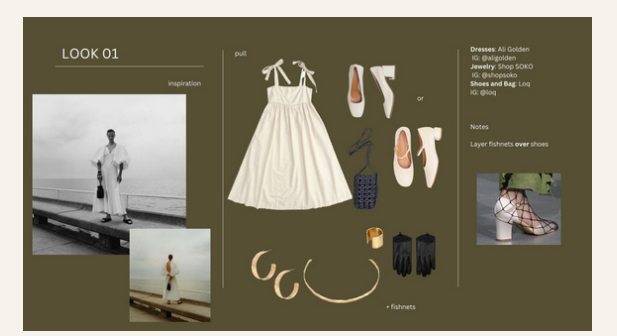 LOOK 01
inspiration
pull
or
+ fishnets
Dresses: Ali Golden
IG: @aligolden
Jewelry: Shop SOKO
IG: @shopsoko
Shoes and Bag: Loq
IG: @loq
Notes
Layer fishnets over shoes